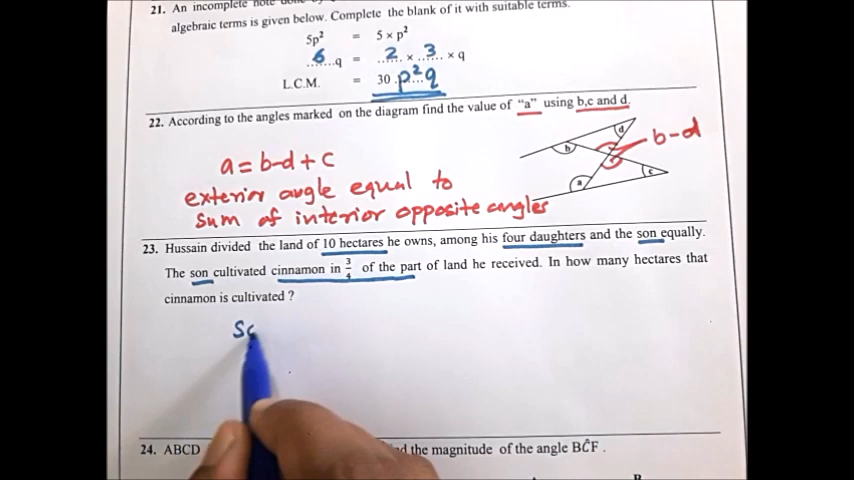 21. An incomplete note done by
algebraic terms is given below. Complete the blank of it with suitable terms.
5p² = 5 × p²
6 q = 2 × 3 × q
L.C.M. = 30 p²q
22. According to the angles marked on the diagram find the value of “a” using b,c and d.
a = b-d+c
exterior angle equal to
sum of interior opposite angles
b
d
c
a
b-d
23. Hussain divided the land of 10 hectares he owns, among his four daughters and the son equally.
The son cultivated cinnamon in 3/4 of the part of land he received. In how many hectares that
cinnamon is cultivated ?
So
24. ABCD the magnitude of the angle BĈF .